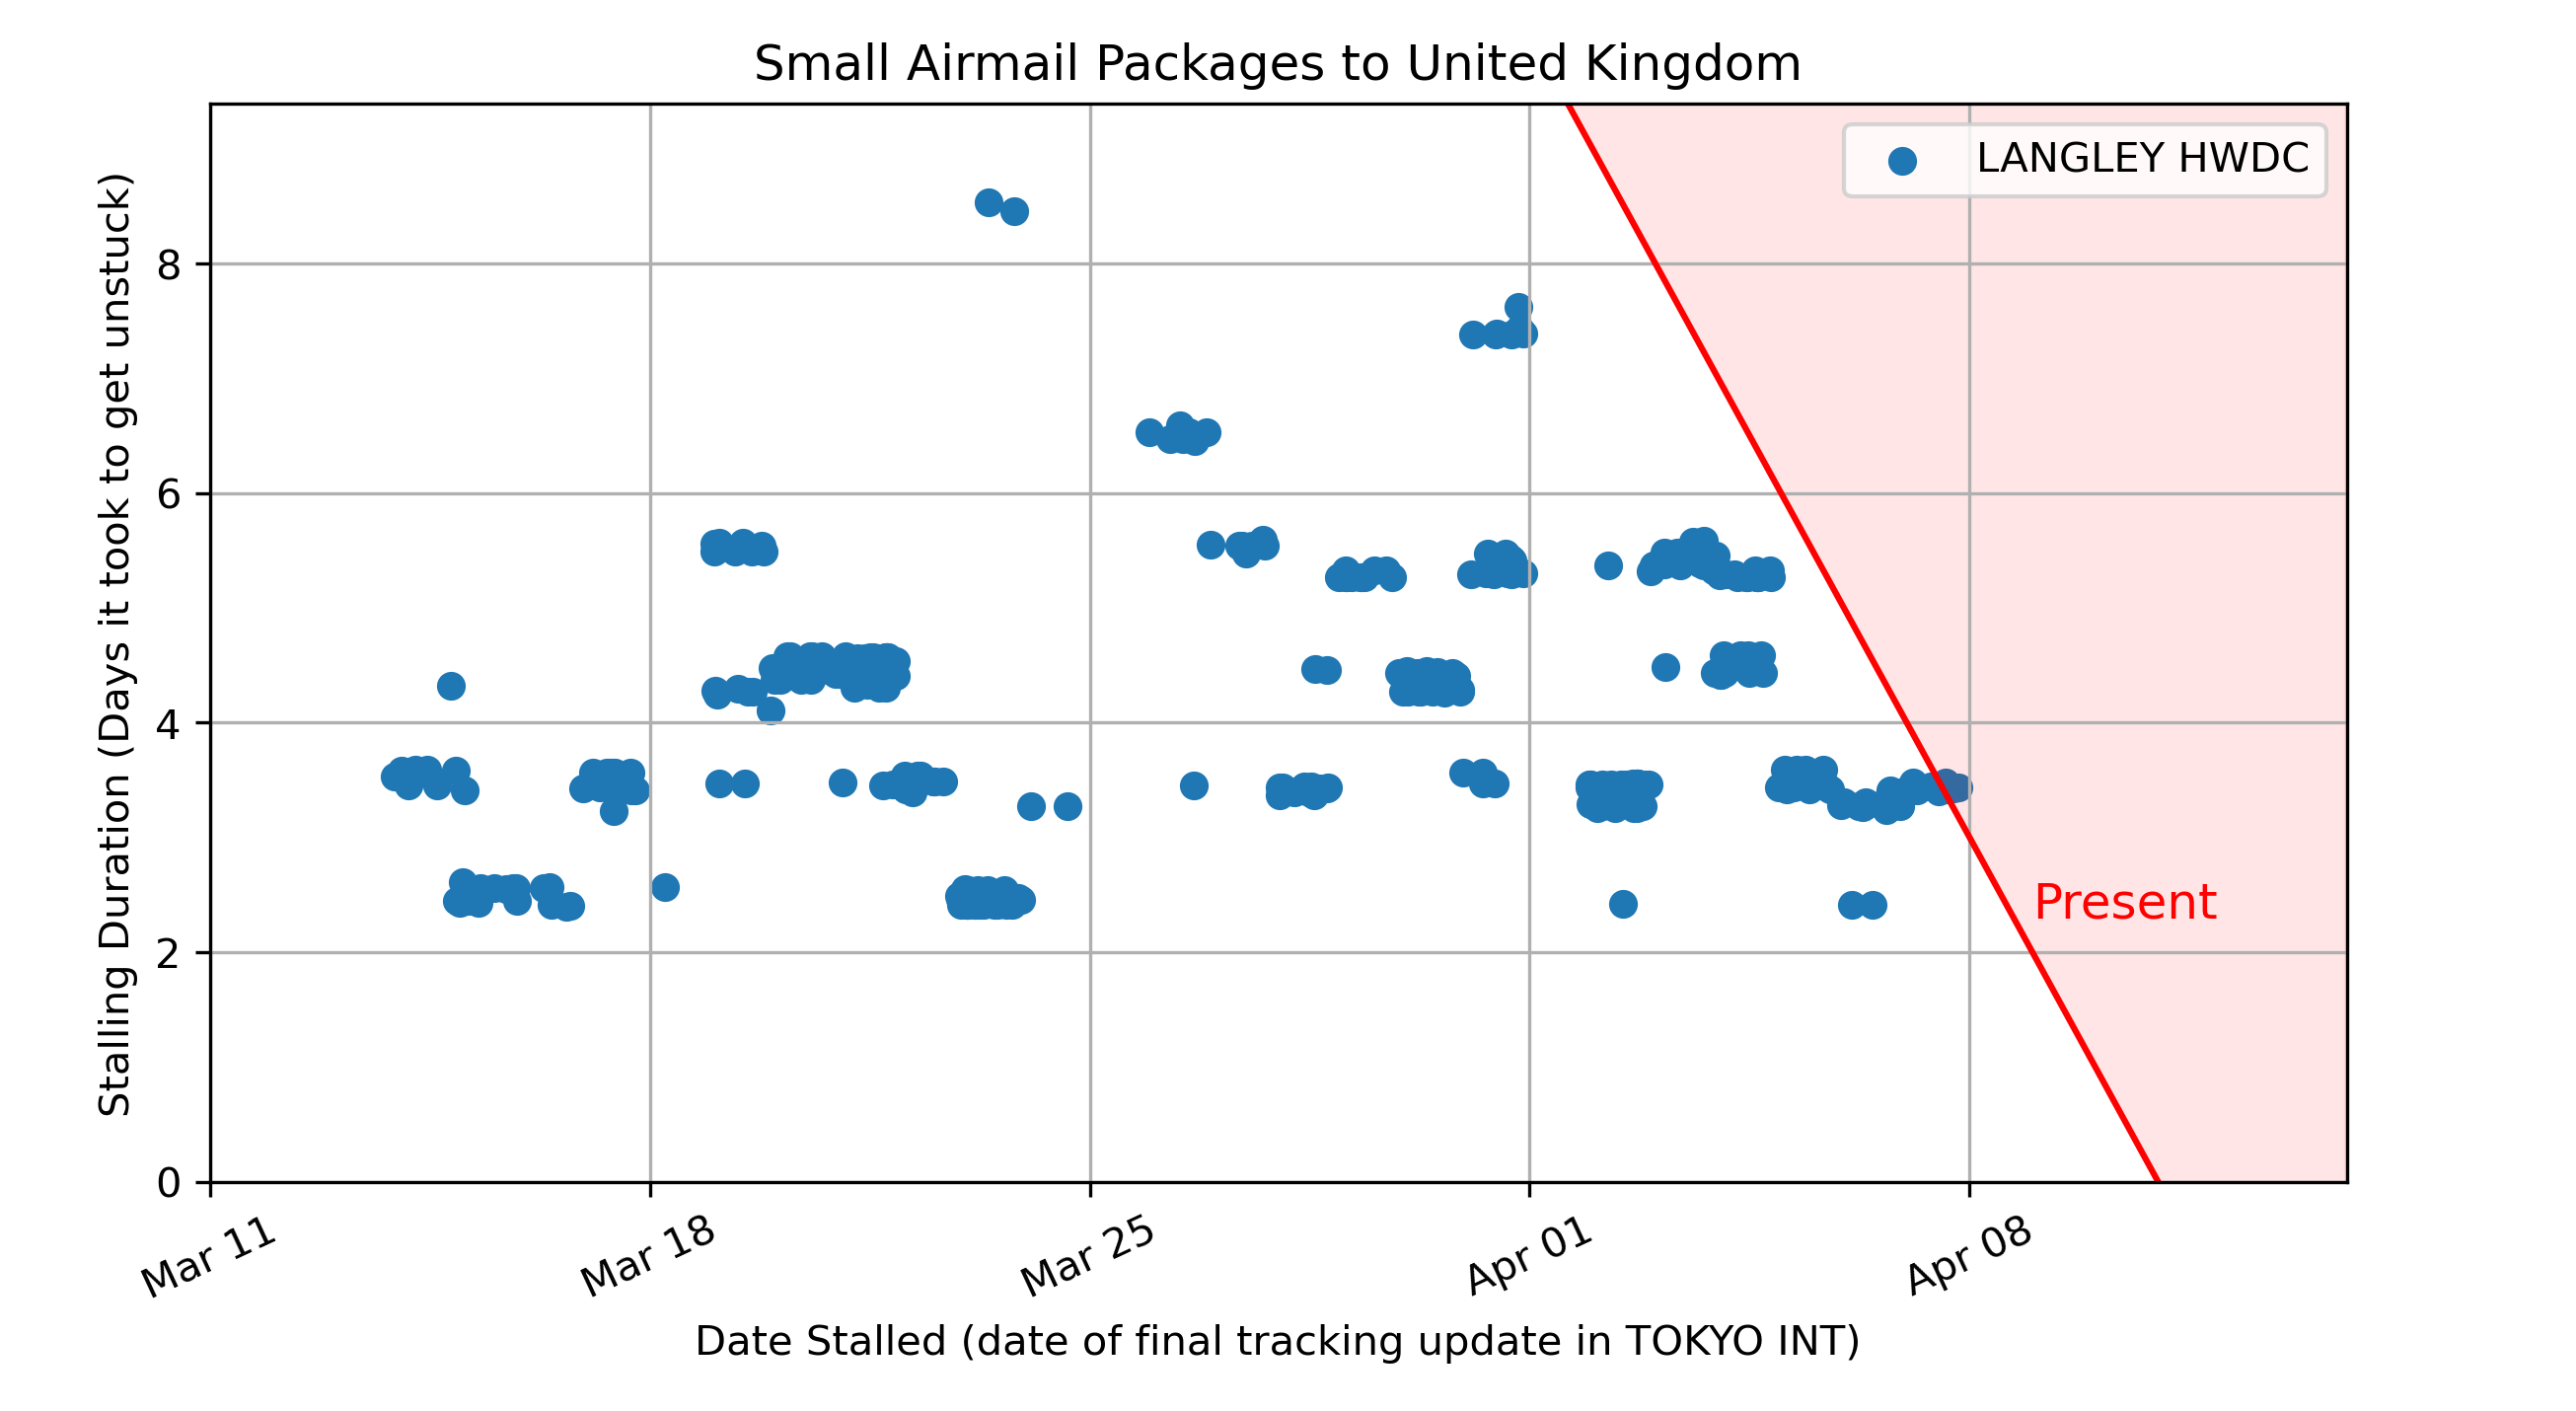 Small Airmail Packages to United Kingdom
LANGLEY HWDC
Stalling Duration (Days it took to get unstuck)
8
6
4
2
0
Present
Mar 11
Mar 18
Mar 25
Apr 01
Apr 08
Date Stalled (date of final tracking update in TOKYO INT)